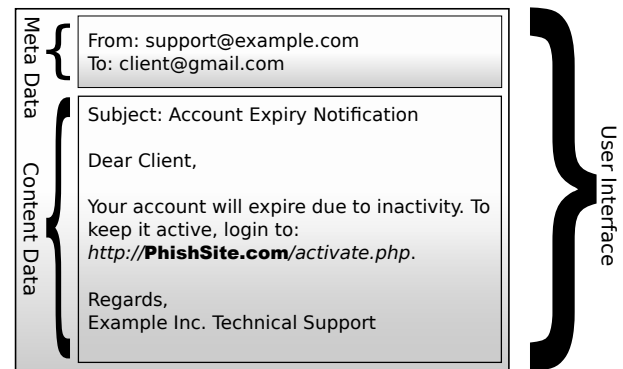 Meta Data
From: support@example.com
To: client@gmail.com
Content Data
Subject: Account Expiry Notification
Dear Client,
Your account will expire due to inactivity. To
keep it active, login to:
http://PhishSite.com/activate.php.
Regards,
Example Inc. Technical Support
User Interface